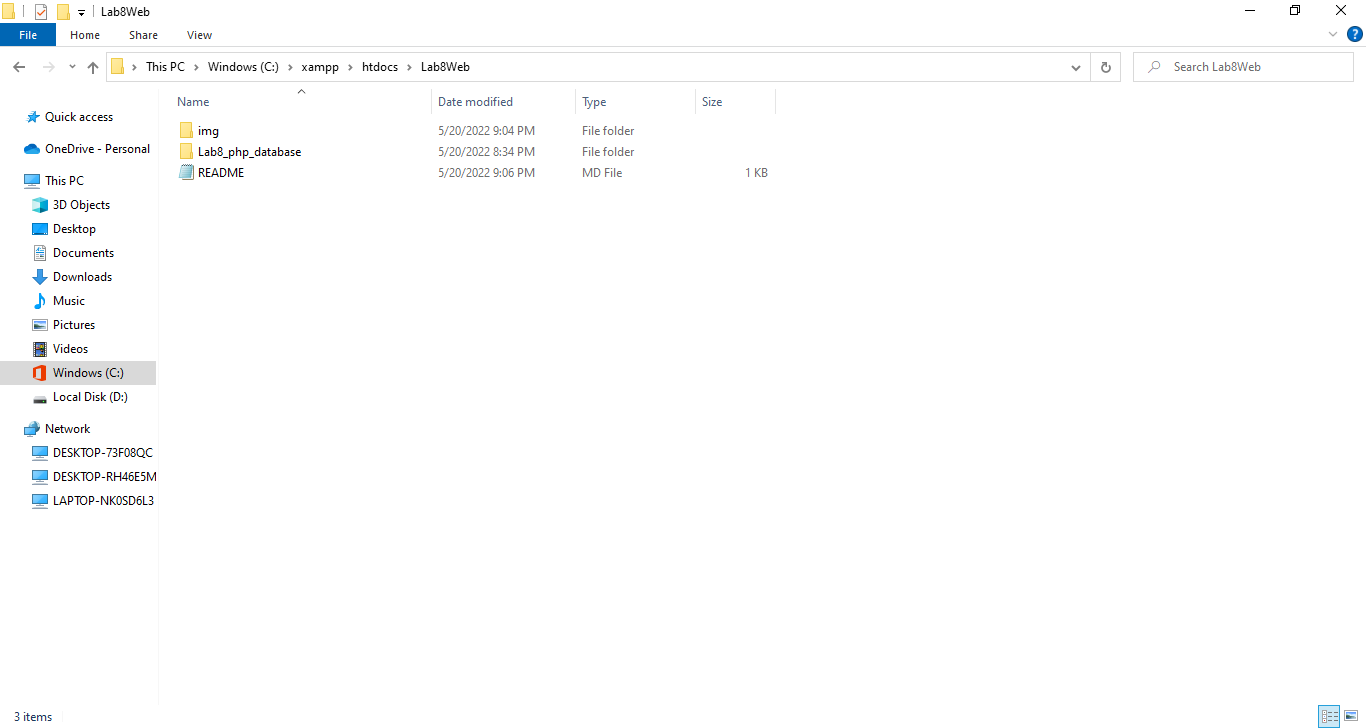 Lab8Web
File Home Share View
This PC Windows (C:) xampp htdocs Lab8Web Search Lab8Web
Name Date modified Type Size
Quick access
OneDrive - Personal
This PC
3D Objects
Desktop
Documents
Downloads
Music
Pictures
Videos
Windows (C:)
Local Disk (D:)
Network
DESKTOP-73F08QC
DESKTOP-RH46E5M
LAPTOP-NK0SD6L3
img 5/20/2022 9:04 PM File folder
Lab8_php_database 5/20/2022 8:34 PM File folder
README 5/20/2022 9:06 PM MD File 1 KB
3 items